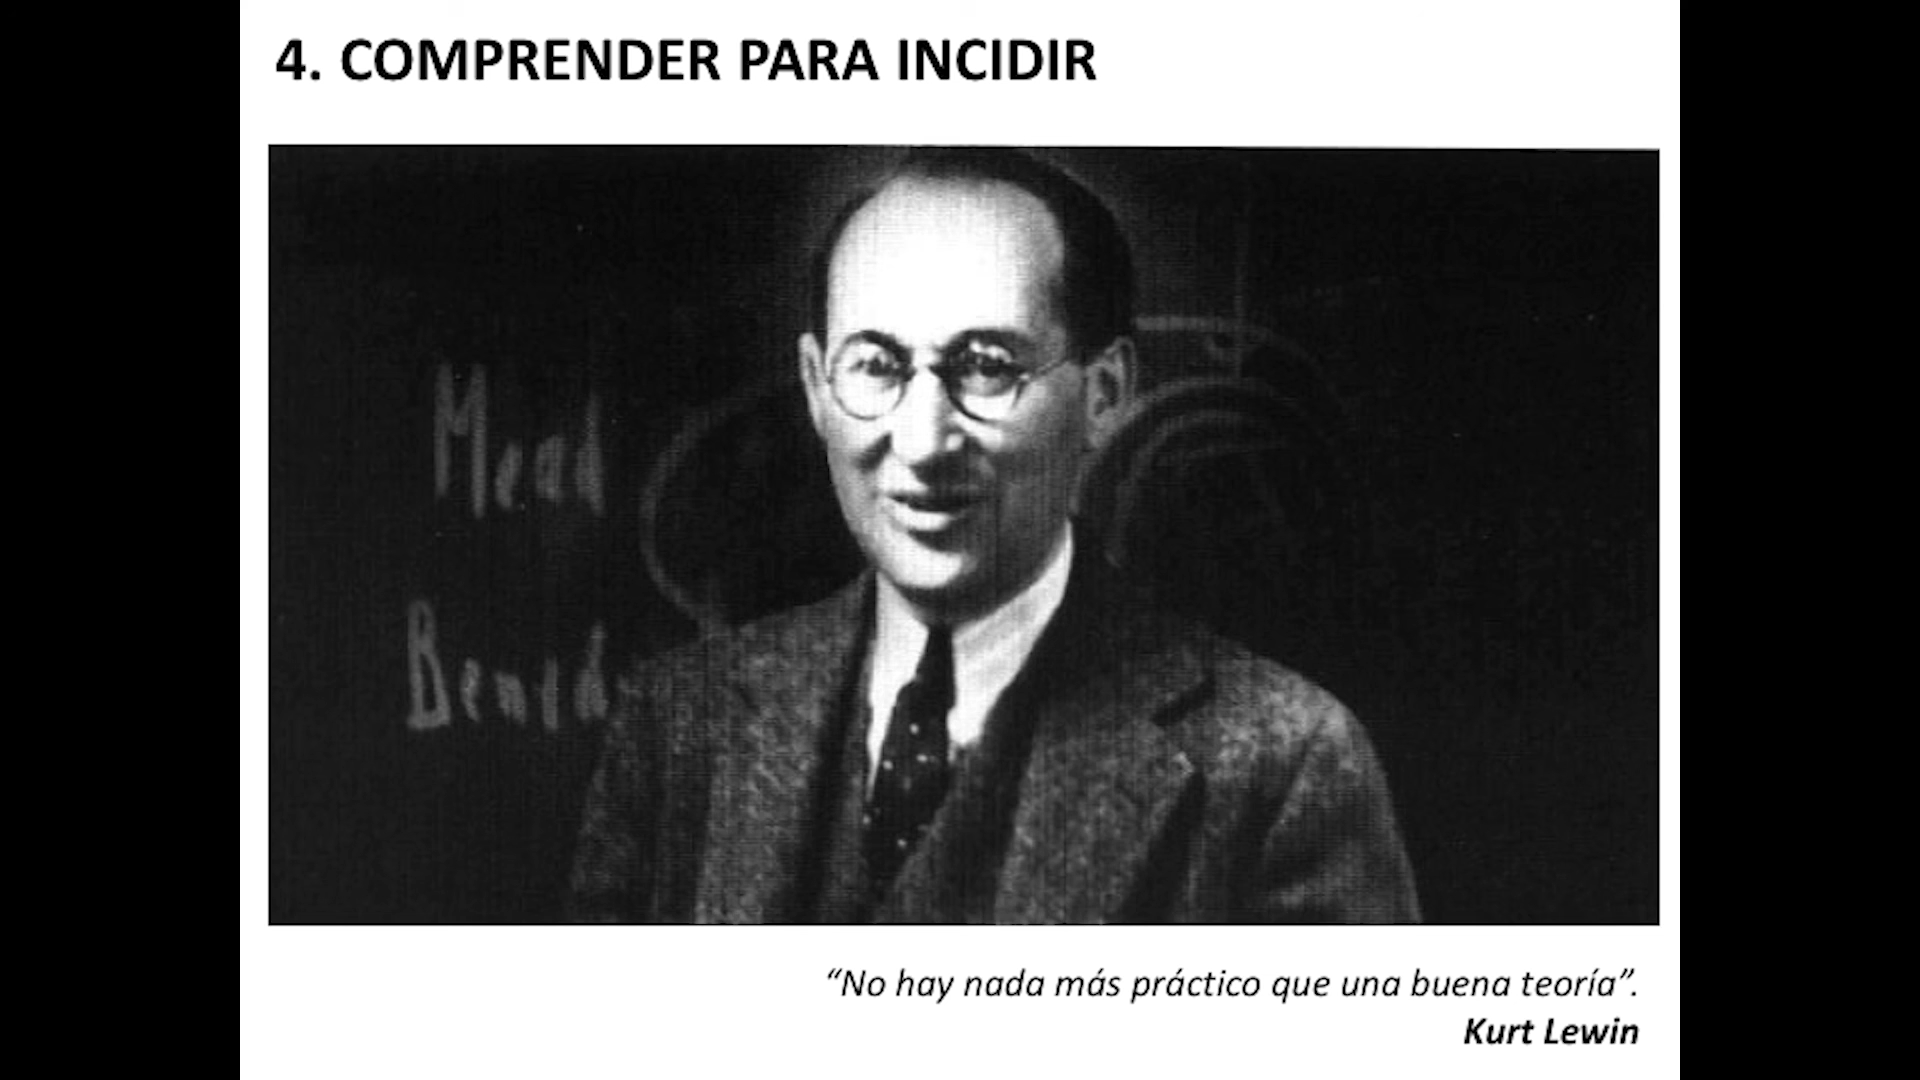 4. COMPRENDER PARA INCIDIR
Mead
“No hay nada más práctico que una buena teoría”.
Kurt Lewin